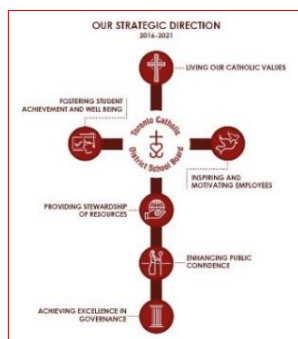 OUR STRATEGIC DIRECTION
2016-2021
LIVING OUR CATHOLIC VALUES
FOSTERING STUDENT
ACHIEVEMENT AND WELL BEING
Toronto Catholic
District School Board
INSPIRING AND
MOTIVATING EMPLOYEES
PROVIDING STEWARDSHIP
OF RESOURCES
ENHANCING PUBLIC
CONFIDENCE
ACHIEVING EXCELLENCE IN
GOVERNANCE